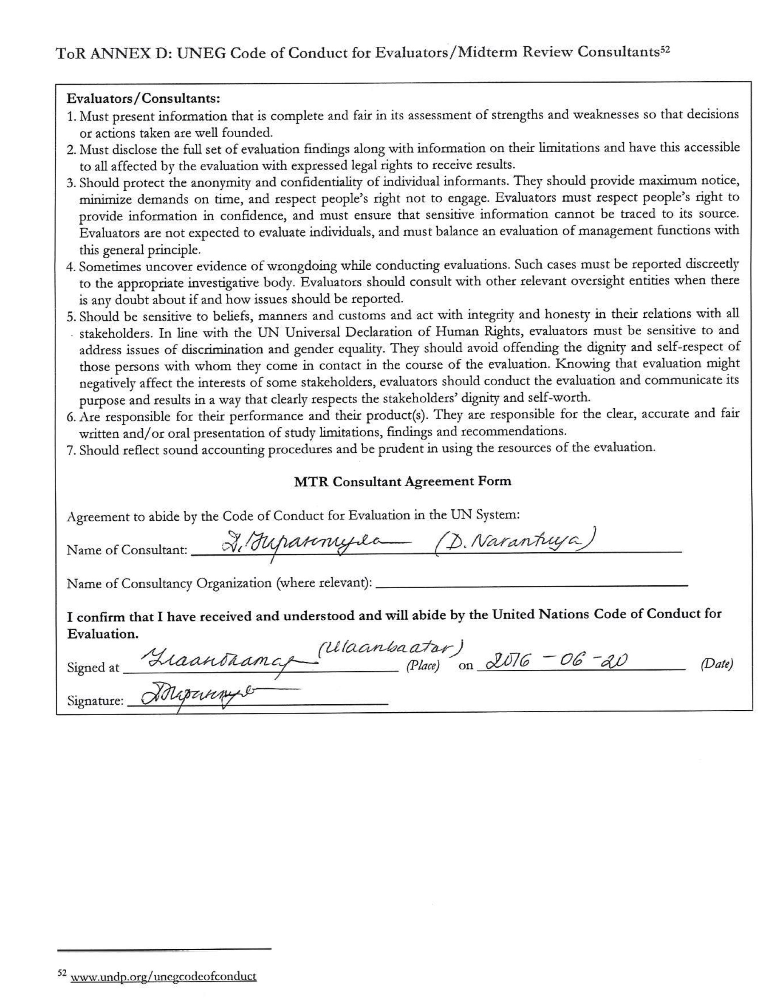 ToR ANNEX D: UNEG Code of Conduct for Evaluators/Midterm Review Consultants52
Evaluators/Consultants:
1. Must present information that is complete and fair in its assessment of strengths and weaknesses so that decisions
or actions taken are well founded.
2. Must disclose the full set of evaluation findings along with information on their limitations and have this accessible
to all affected by the evaluation with expressed legal rights to receive results.
3. Should protect the anonymity and confidentiality of individual informants. They should provide maximum notice,
minimize demands on time, and respect people's right not to engage. Evaluators must respect people's right to
provide information in confidence, and must ensure that sensitive information cannot be traced to its source.
Evaluators are not expected to evaluate individuals, and must balance an evaluation of management functions with
this general principle.
4. Sometimes uncover evidence of wrongdoing while conducting evaluations. Such cases must be reported discreetly
to the appropriate investigative body. Evaluators should consult with other relevant oversight entities when there
is any doubt about if and how issues should be reported.
5. Should be sensitive to beliefs, manners and customs and act with integrity and honesty in their relations with all
stakeholders. In line with the UN Universal Declaration of Human Rights, evaluators must be sensitive to and
address issues of discrimination and gender equality. They should avoid offending the dignity and self-respect of
those persons with whom they come in contact in the course of the evaluation. Knowing that evaluation might
negatively affect the interests of some stakeholders, evaluators should conduct the evaluation and communicate its
purpose and results in a way that clearly respects the stakeholders' dignity and self-worth.
6. Are responsible for their performance and their product(s). They are responsible for the clear, accurate and fair
written and/or oral presentation of study limitations, findings and recommendations.
7. Should reflect sound accounting procedures and be prudent in using the resources of the evaluation.
MTR Consultant Agreement Form
Agreement to abide by the Code of Conduct for Evaluation in the UN System:
Name of Consultant: Д. Нарантуяа (D. Narantuya)
Name of Consultancy Organization (where relevant):
I confirm that I have received and understood and will abide by the United Nations Code of Conduct for
Evaluation.
Signed at Улаанбаатар (Ulaanbaatar) (Place) on 2016-06-20 (Date)
Signature:
52 www.undp.org/unegcodeofconduct